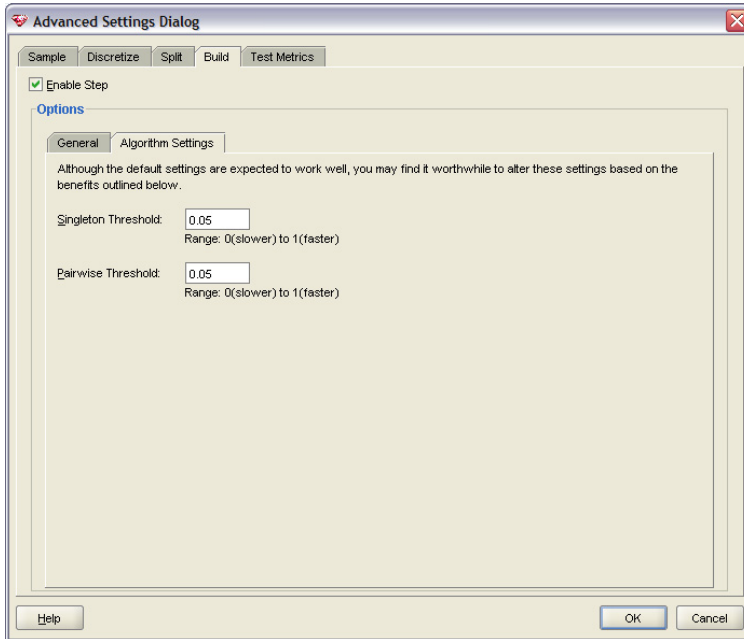 Advanced Settings Dialog
Sample Discretize Split Build Test Metrics
Enable Step
Options
General Algorithm Settings
Although the default settings are expected to work well, you may find it worthwhile to alter these settings based on the
benefits outlined below.
Singleton Threshold: 0.05
Range: 0(slower) to 1(faster)
Pairwise Threshold: 0.05
Range: 0(slower) to 1(faster)
Help OK Cancel